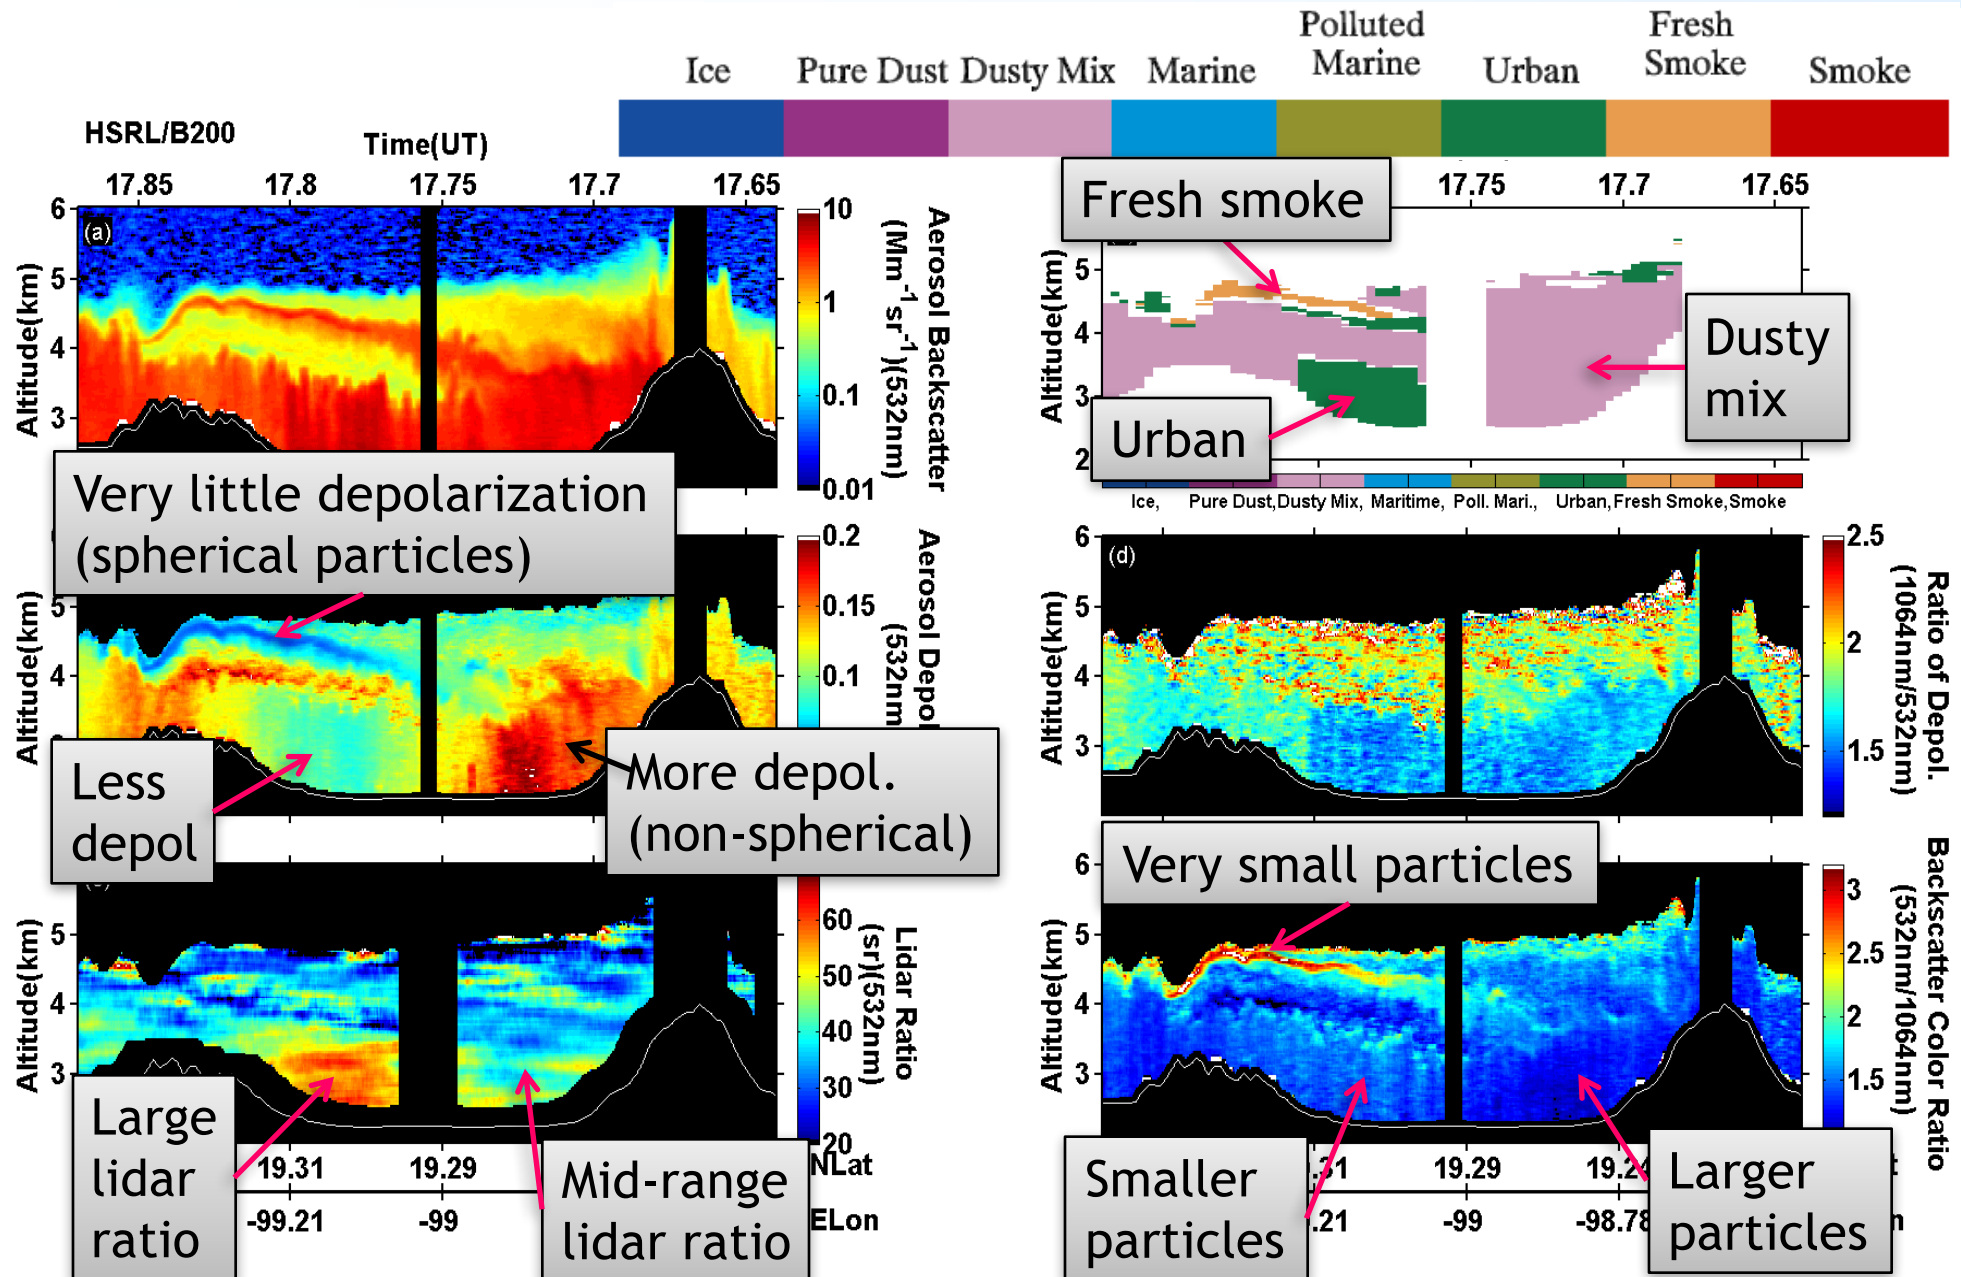 Ice
Pure Dust
Dusty Mix
Marine
Polluted
Marine
Urban
Fresh
Smoke
Smoke
HSRL/B200
Time(UT)
17.85 17.8 17.75 17.7 17.65
(a)
6
5
4
3
Altitude(km)
10
1
0.1
0.01
Aerosol Backscatter
(Mm-1sr-1)(532nm)
17.75 17.7 17.65
Fresh smoke
5
4
3
2
Altitude(km)
Dusty
mix
Urban
Ice, Pure Dust, Dusty Mix, Maritime, Poll. Mari., Urban, Fresh Smoke, Smoke
Very little depolarization
(spherical particles)
5
4
Altitude(km)
0.2
0.15
0.1
Aerosol Depol
(532nm
Less
depol
More depol.
(non-spherical)
(d)
6
5
4
3
Altitude(km)
2.5
2
1.5
Ratio of Depol.
(1064nm/532nm)
5
4
3
Altitude(km)
60
50
40
30
20
Lidar Ratio
(sr)(532nm)
Large
lidar
ratio
Mid-range
lidar ratio
19.31 19.29 NLat
-99.21 -99 ELon
Very small particles
6
5
4
3
Altitude(km)
3
2.5
2
1.5
Backscatter Color Ratio
(532nm/1064nm)
Smaller
particles
Larger
particles
.31 19.29 19.2
.21 -99 -98.78